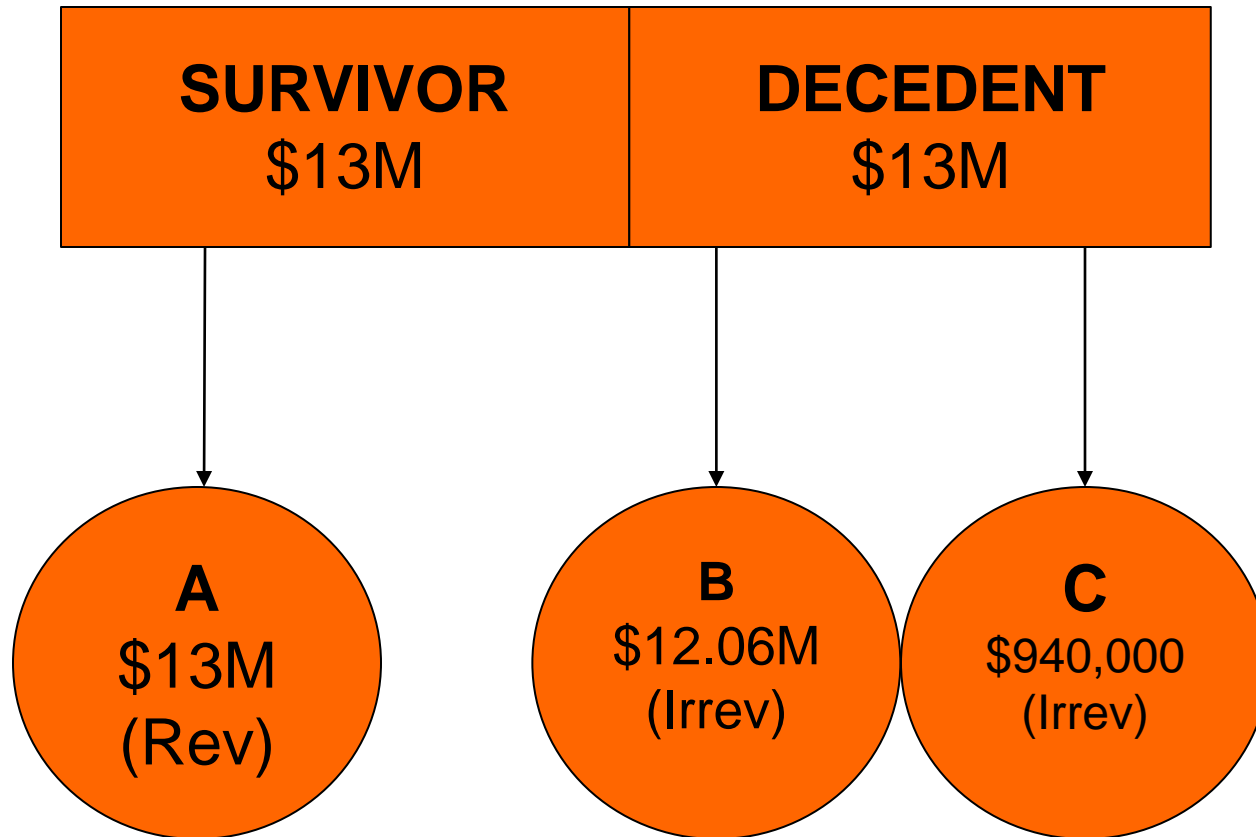 SURVIVOR
$13M
DECEDENT
$13M
A
$13M
(Rev)
B
$12.06M
(Irrev)
C
$940,000
(Irrev)